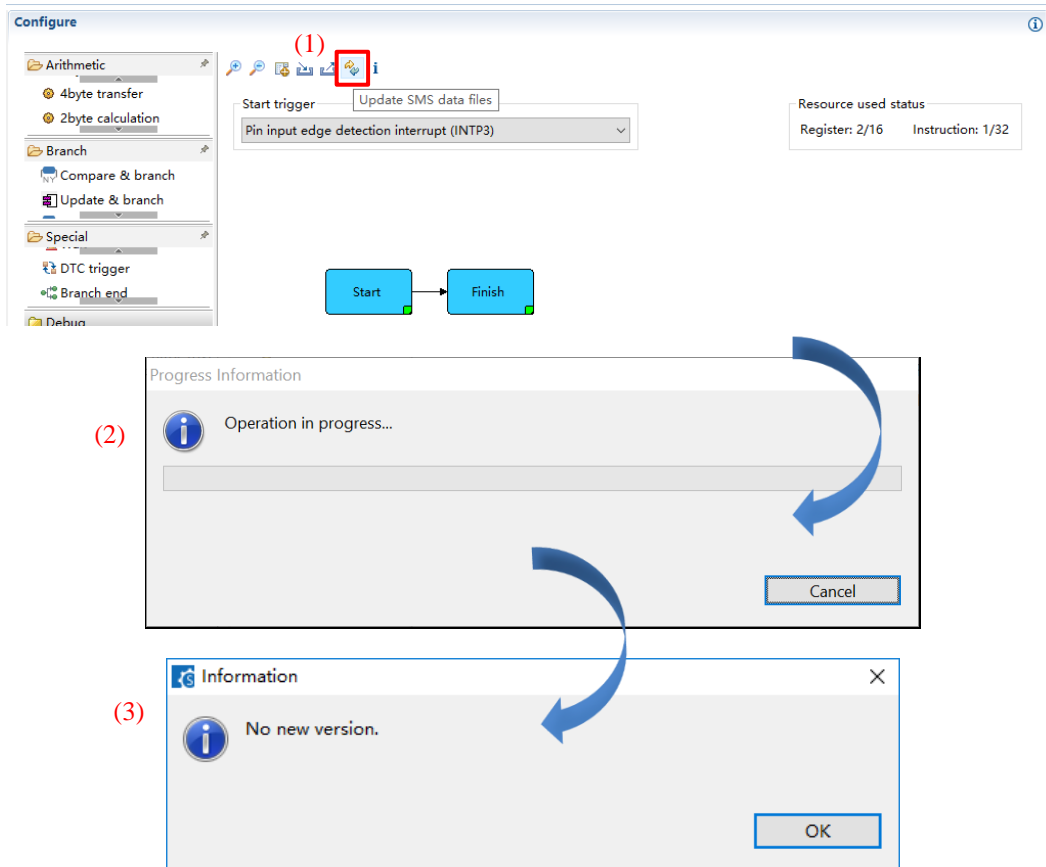 Configure
(1)
Arithmetic
4byte transfer
2byte calculation
Start trigger
Update SMS data files
Pin input edge detection interrupt (INTP3)
Resource used status
Register: 2/16 Instruction: 1/32
Branch
Compare & branch
Update & branch
Special
DTC trigger
Branch end
Debug
Start
Finish
Progress Information
(2)
Operation in progress...
Cancel
Information
(3)
No new version.
OK